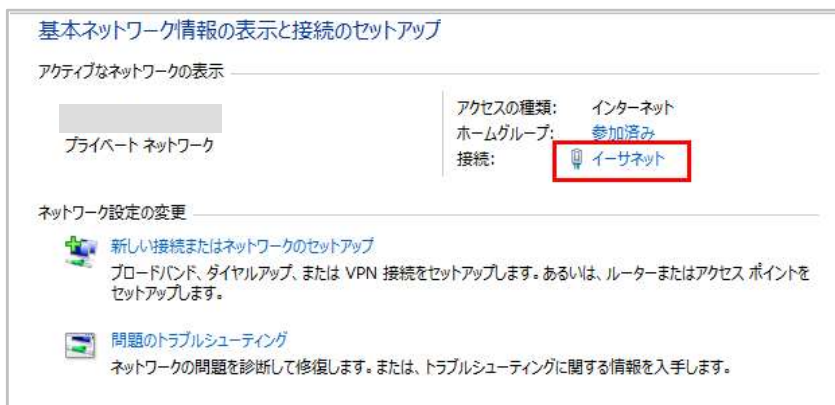 基本ネットワーク情報の表示と接続のセットアップ
アクティブなネットワークの表示
プライベート ネットワーク
アクセスの種類: インターネット
ホームグループ: 参加済み
接続: イーサネット
ネットワーク設定の変更
新しい接続またはネットワークのセットアップ
ブロードバンド、ダイヤルアップ、または VPN 接続をセットアップします。あるいは、ルーターまたはアクセス ポイントを
セットアップします。
問題のトラブルシューティング
ネットワークの問題を診断して修復します。または、トラブルシューティングに関する情報を入手します。